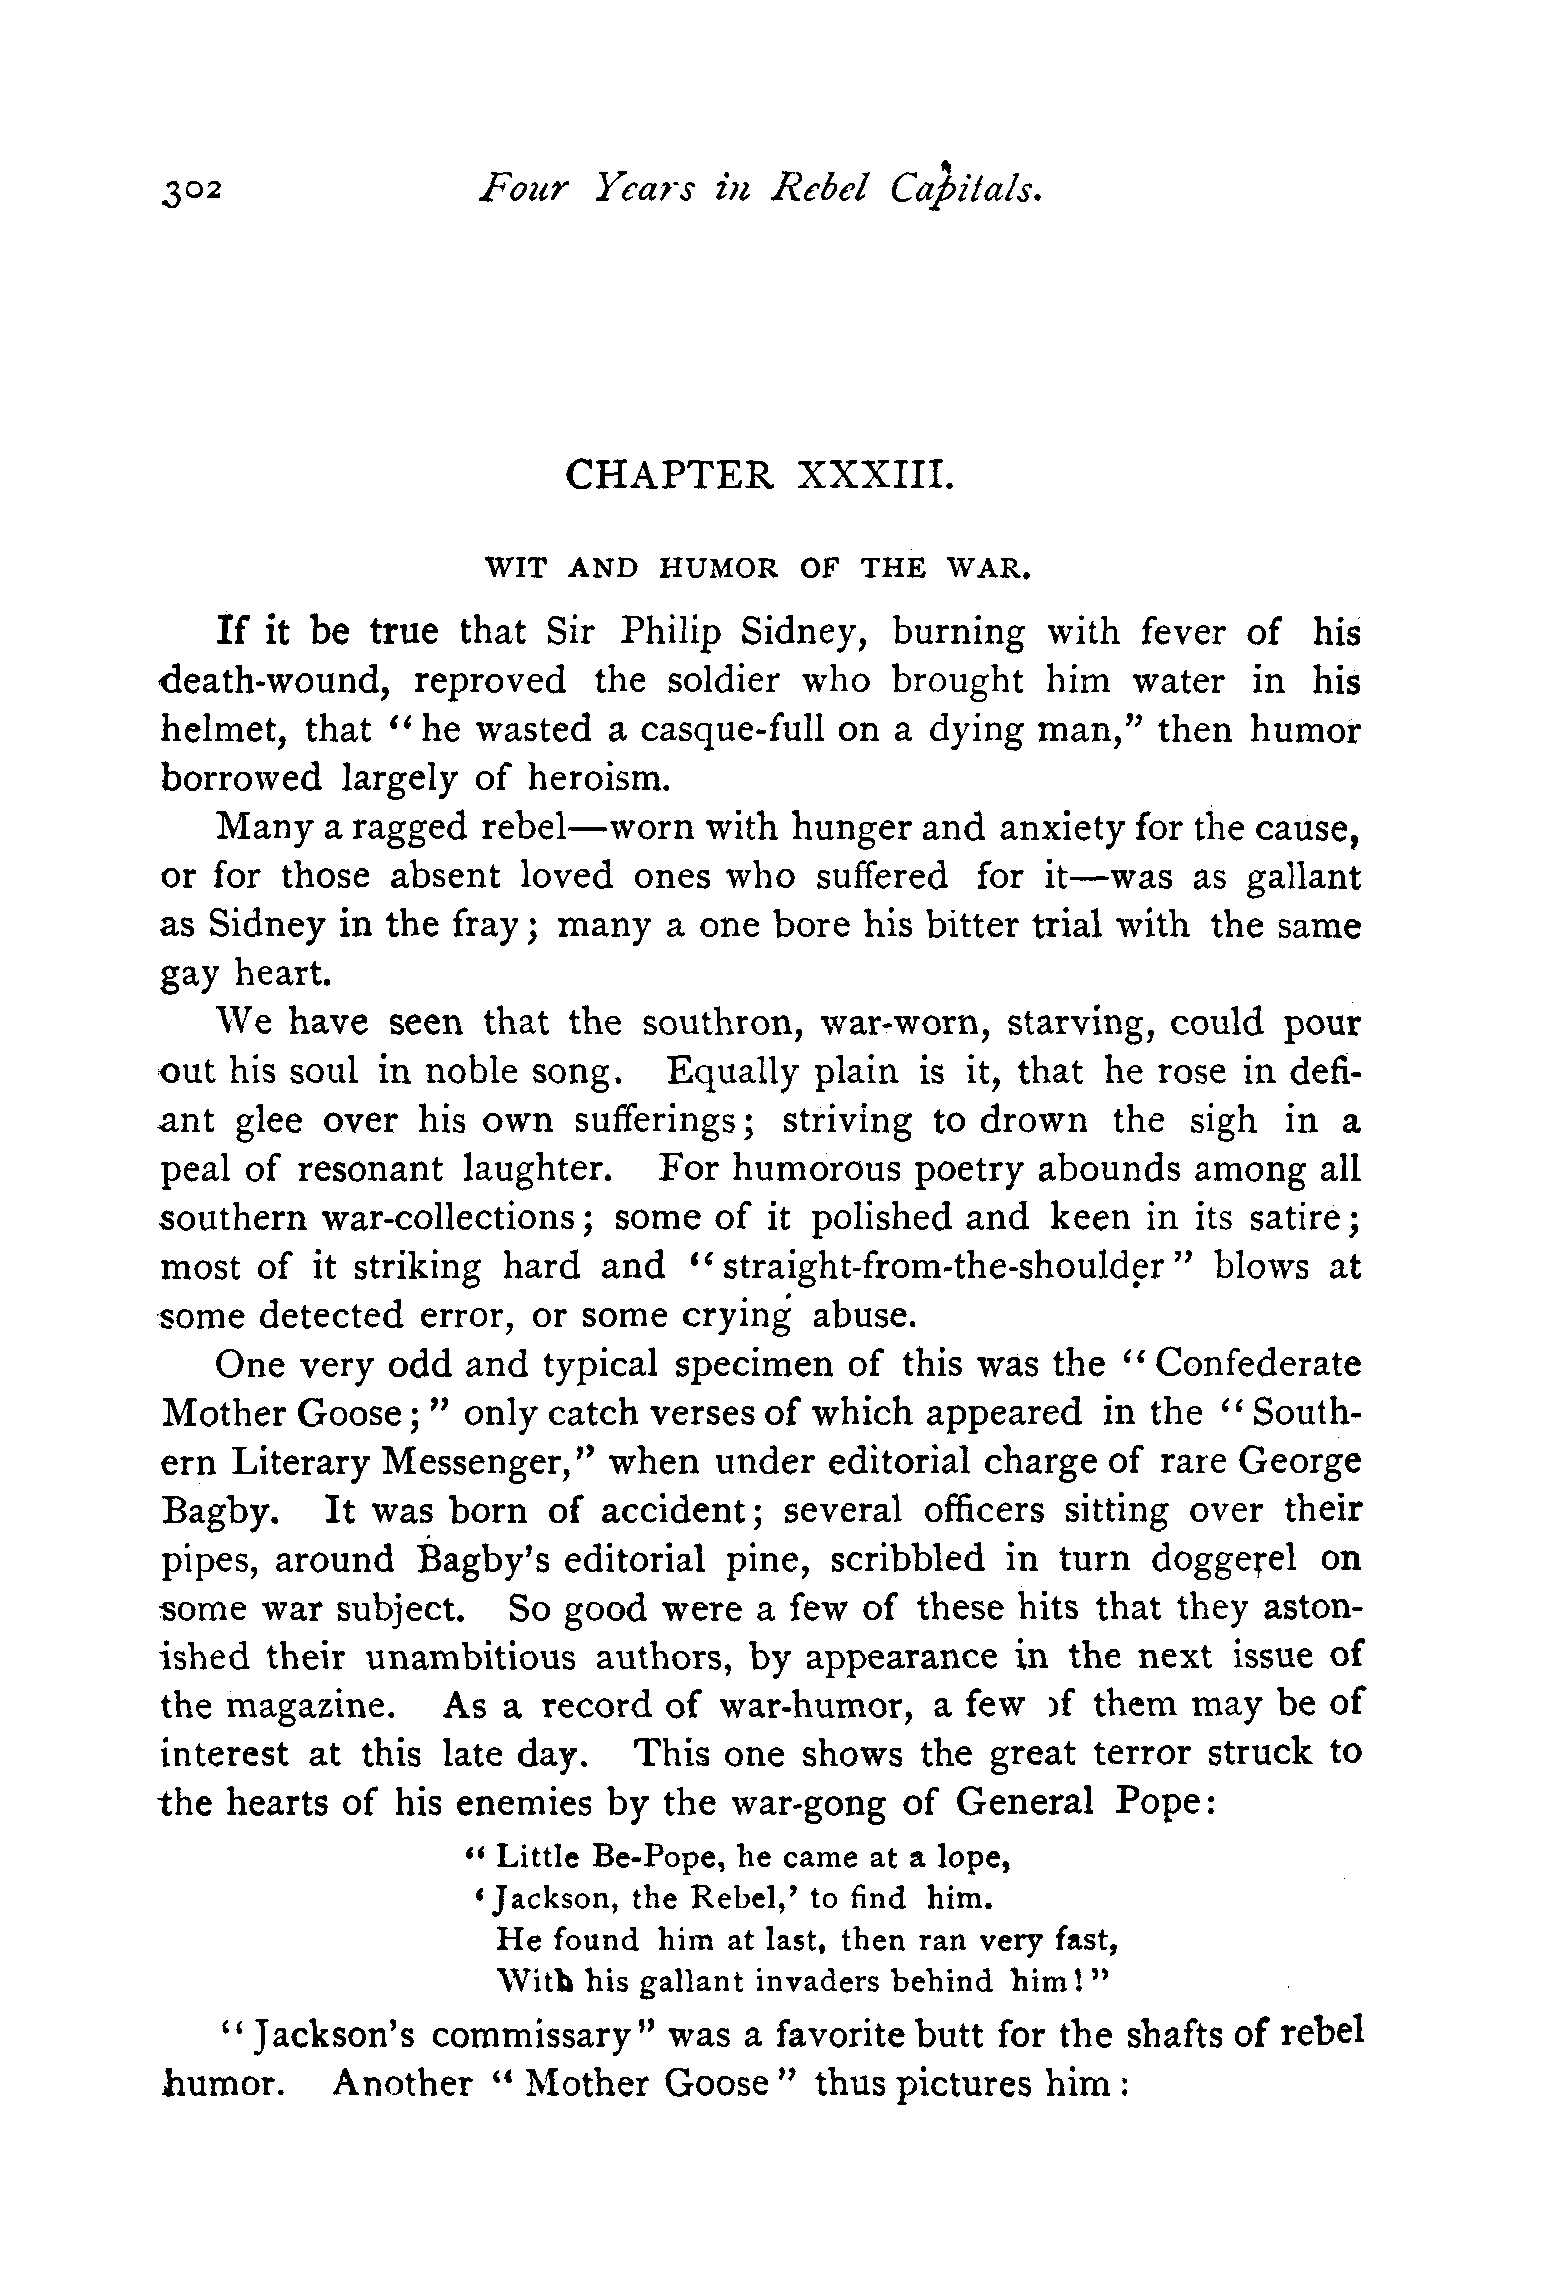 302 Four Years in Rebel Capitals.
CHAPTER XXXIII.
WIT AND HUMOR OF THE WAR.
If it be true that Sir Philip Sidney, burning with fever of his
death-wound, reproved the soldier who brought him water in his
helmet, that "he wasted a casque-full on a dying man," then humor
borrowed largely of heroism.
Many a ragged rebel—worn with hunger and anxiety for the cause,
or for those absent loved ones who suffered for it—was as gallant
as Sidney in the fray; many a one bore his bitter trial with the same
gay heart.
We have seen that the southron, war-worn, starving, could pour
out his soul in noble song. Equally plain is it, that he rose in defi-
ant glee over his own sufferings; striving to drown the sigh in a
peal of resonant laughter. For humorous poetry abounds among all
southern war-collections; some of it polished and keen in its satire;
most of it striking hard and "straight-from-the-shoulder" blows at
some detected error, or some crying abuse.
One very odd and typical specimen of this was the "Confederate
Mother Goose;" only catch verses of which appeared in the "South-
ern Literary Messenger," when under editorial charge of rare George
Bagby. It was born of accident; several officers sitting over their
pipes, around Bagby's editorial pine, scribbled in turn doggerel on
some war subject. So good were a few of these hits that they aston-
ished their unambitious authors, by appearance in the next issue of
the magazine. As a record of war-humor, a few of them may be of
interest at this late day. This one shows the great terror struck to
the hearts of his enemies by the war-gong of General Pope:
"Little Be-Pope, he came at a lope,
'Jackson, the Rebel,' to find him.
He found him at last, then ran very fast,
With his gallant invaders behind him!"
"Jackson's commissary" was a favorite butt for the shafts of rebel
humor. Another "Mother Goose" thus pictures him: